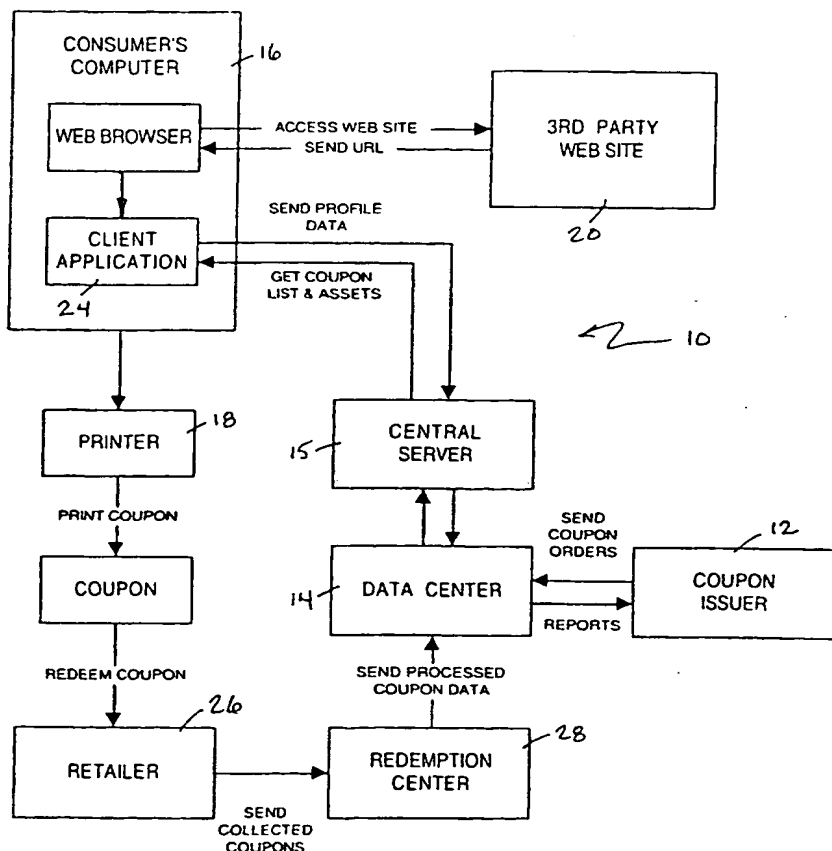 CONSUMER'S
COMPUTER
16
WEB BROWSER
ACCESS WEB SITE
SEND URL
3RD PARTY
WEB SITE
20
CLIENT
APPLICATION
24
SEND PROFILE
DATA
GET COUPON
LIST & ASSETS
10
PRINTER
18
15
CENTRAL
SERVER
PRINT COUPON
SEND
COUPON
ORDERS
12
COUPON
14
DATA CENTER
COUPON
ISSUER
REPORTS
REDEEM COUPON
SEND PROCESSED
COUPON DATA
26
28
RETAILER
REDEMPTION
CENTER
SEND
COLLECTED
COUPONS